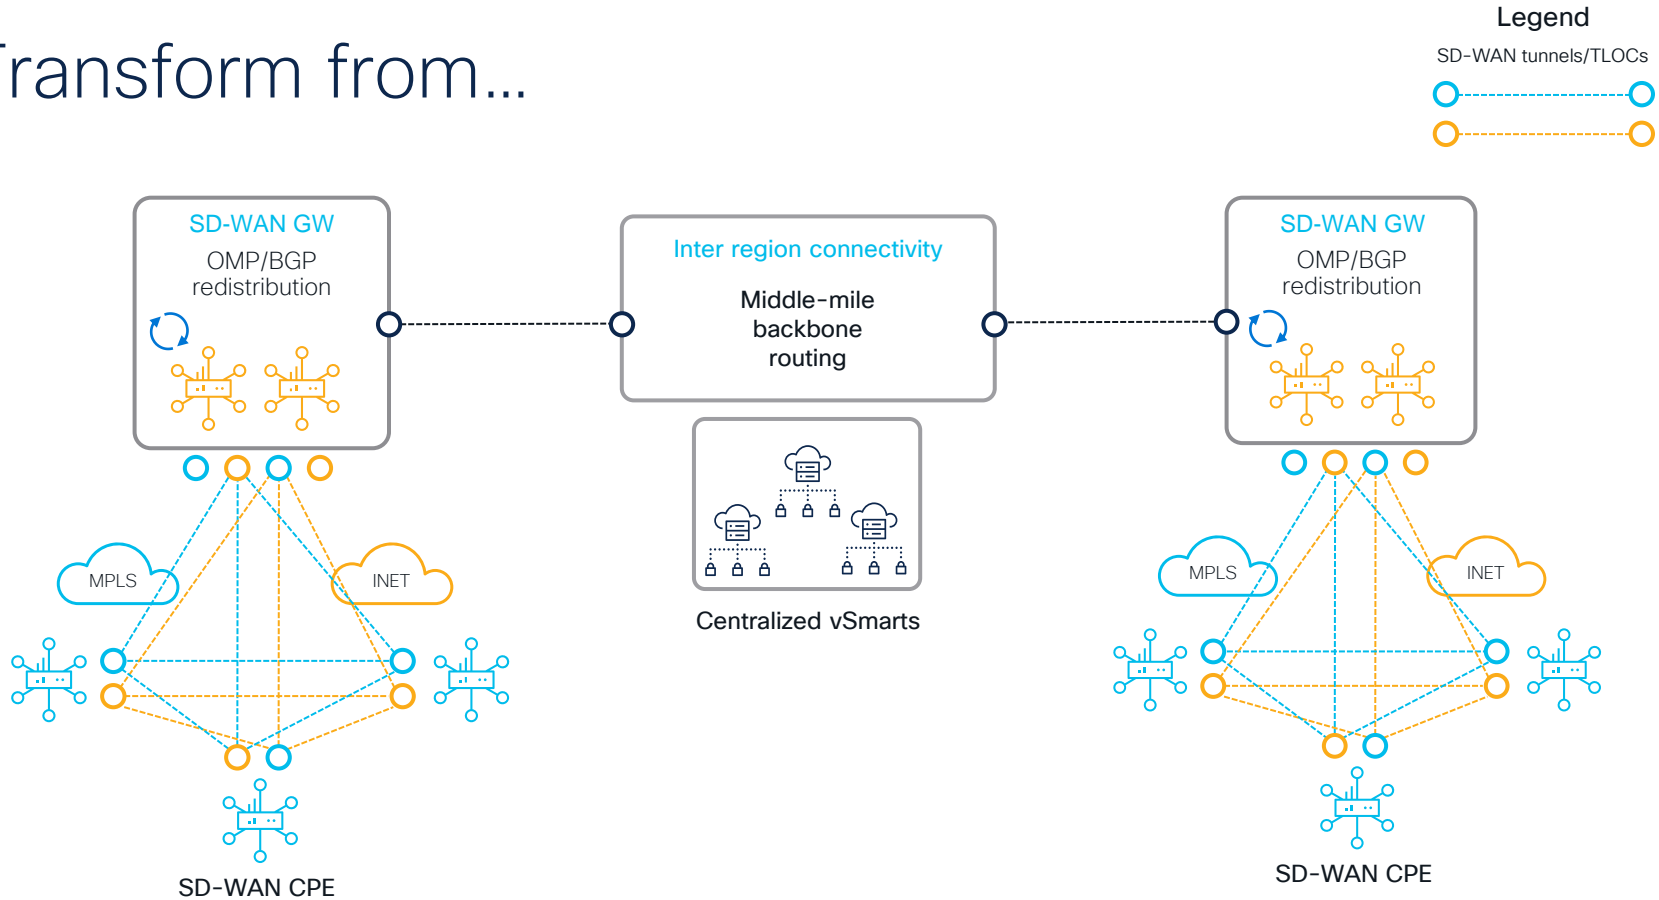 Transform from...
Legend
SD-WAN tunnels/TLOCs
SD-WAN GW
OMP/BGP
redistribution
Inter region connectivity
Middle-mile
backbone
routing
SD-WAN GW
OMP/BGP
redistribution
MPLS
INET
Centralized vSmarts
MPLS
INET
SD-WAN CPE
SD-WAN CPE